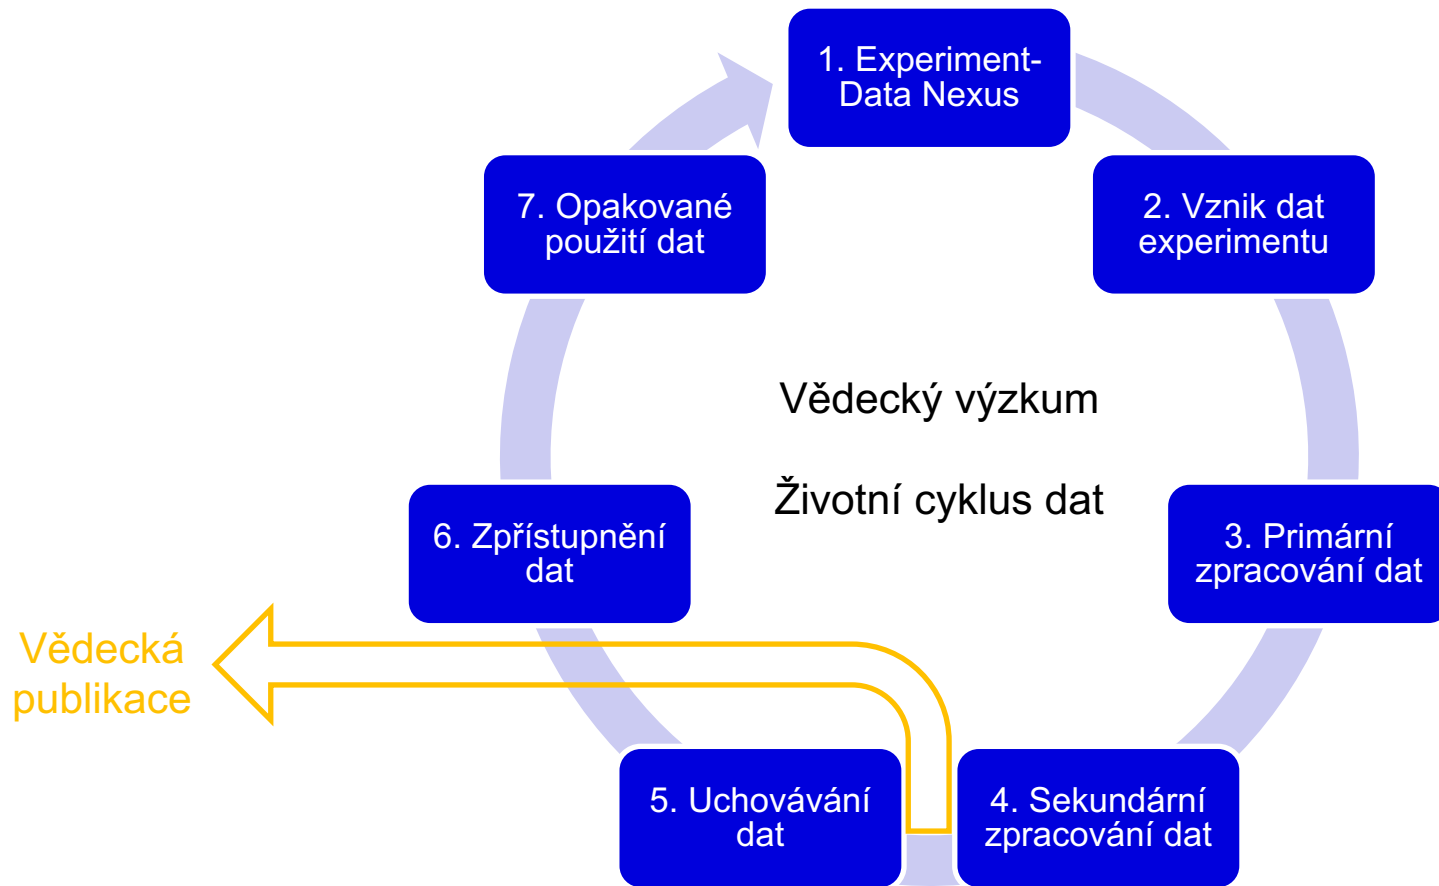 1. Experiment-
Data Nexus
2. Vznik dat
experimentu
3. Primární
zpracování dat
4. Sekundární
zpracování dat
5. Uchovávání
dat
6. Zpřístupnění
dat
7. Opakované
použití dat
Vědecký výzkum
Životní cyklus dat
Vědecká
publikace